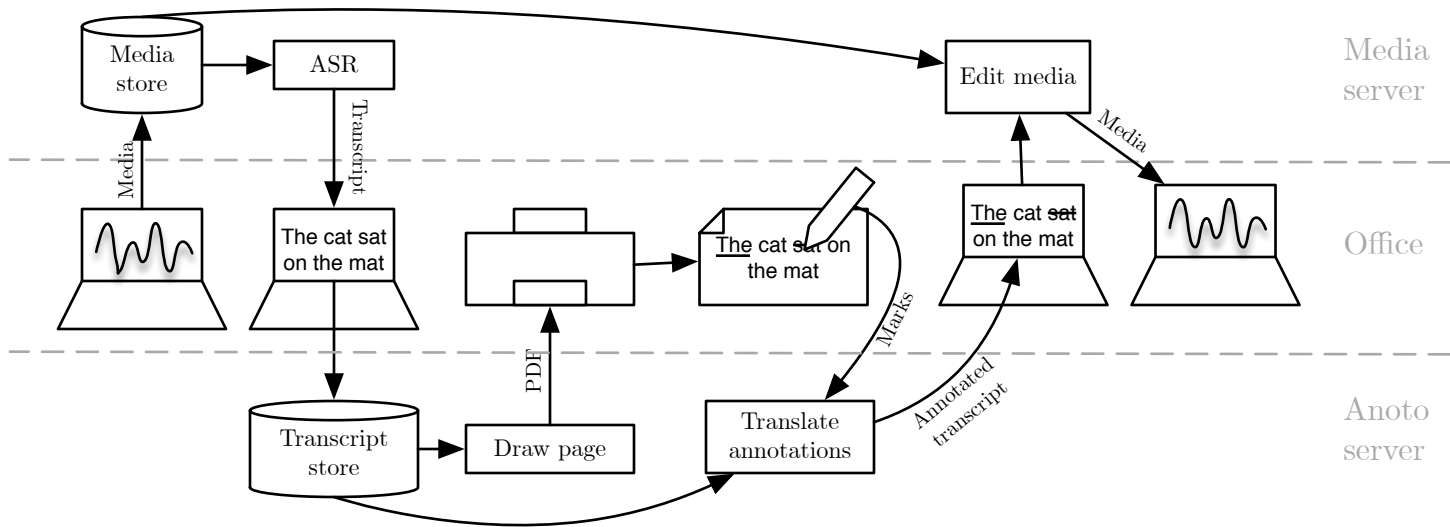 Media
store
ASR
Edit media
Media
server
Media
Transcript
Media
The cat sat
on the mat
The cat sat on
the mat
The cat sat
on the mat
Office
PDF
Marks
Annotated
transcript
Transcript
store
Draw page
Translate
annotations
Anoto
server